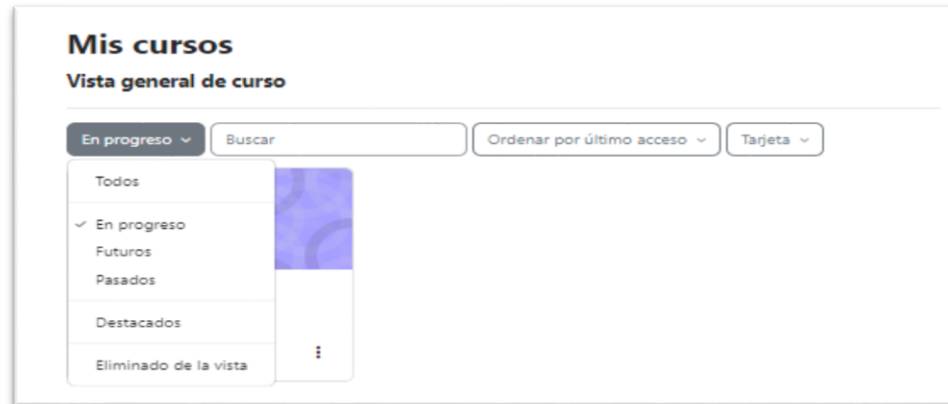 Mis cursos
Vista general de curso
En progreso Buscar Ordenar por último acceso Tarjeta
Todos
En progreso
Futuros
Pasados
Destacados
Eliminado de la vista